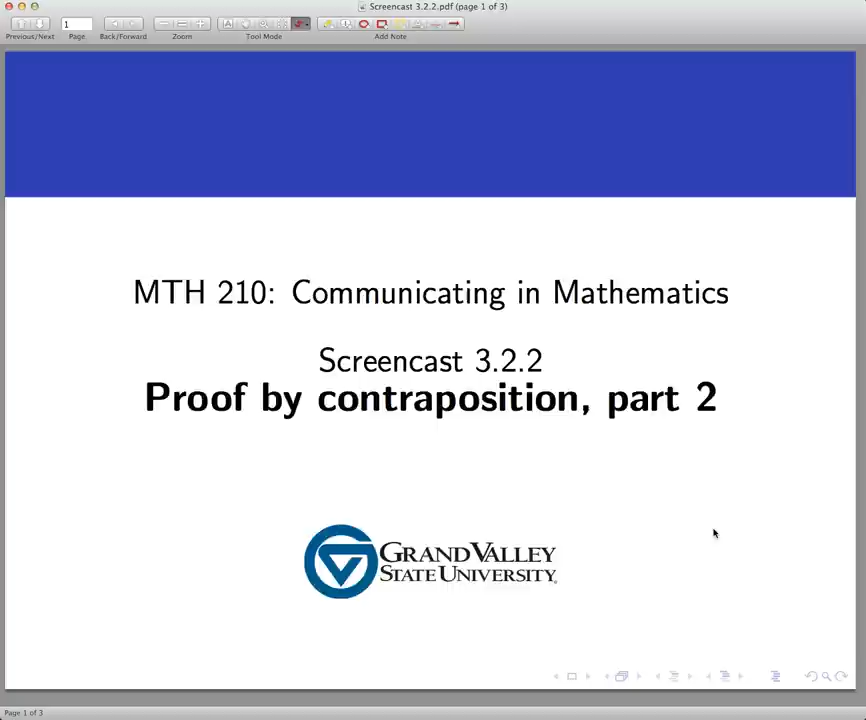 Screencast 3.2.2.pdf (page 1 of 3)
1
Previous/Next Page Back/Forward Zoom Tool Mode Add Note
MTH 210: Communicating in Mathematics
Screencast 3.2.2
Proof by contraposition, part 2
GRANDVALLEY
STATE UNIVERSITY
Page 1 of 3